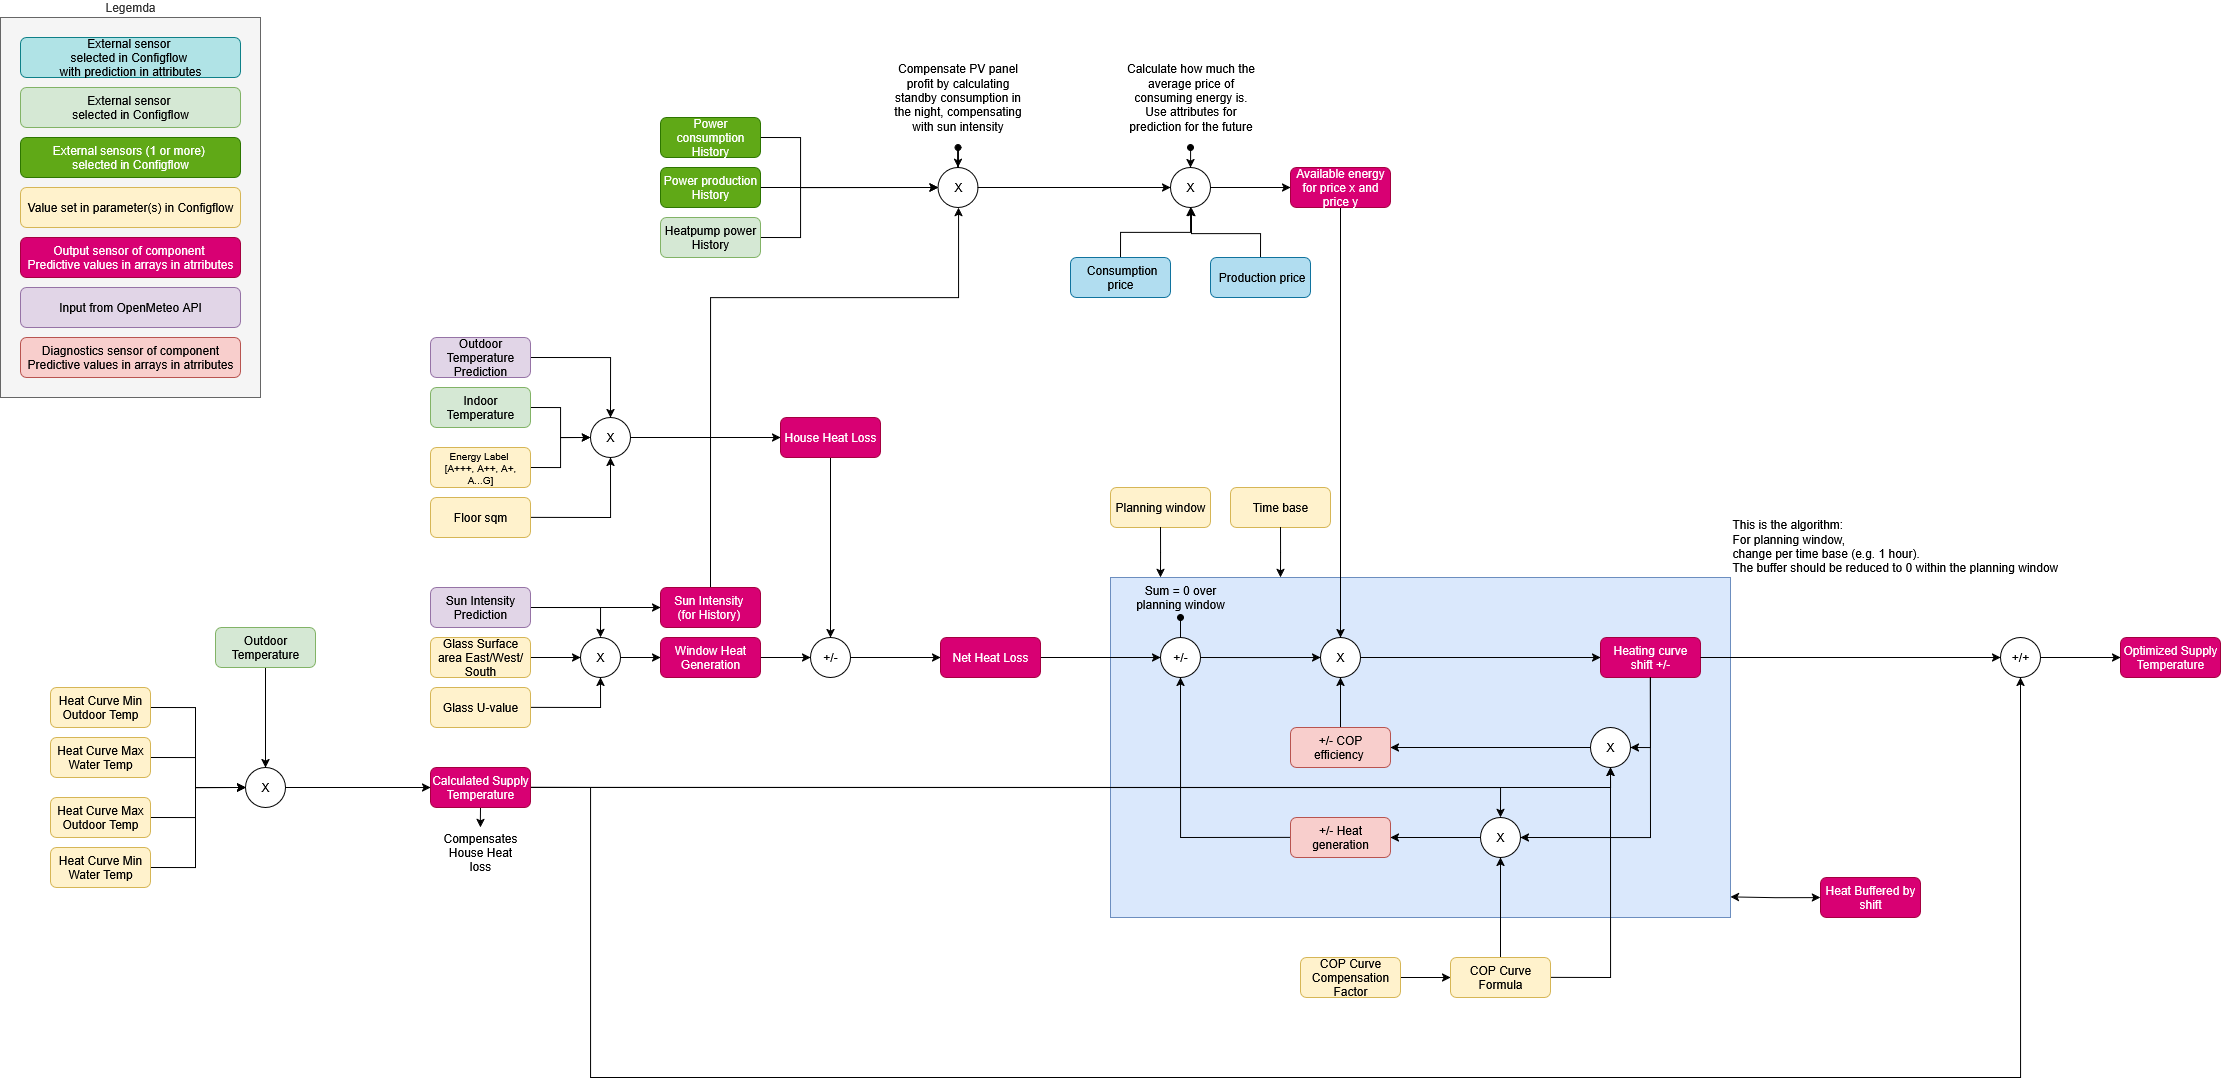 Legemda
External sensor
selected in Configflow
with prediction in attributes
External sensor
selected in Configflow
External sensors (1 or more)
selected in Configflow
Value set in parameter(s) in Configflow
Output sensor of component
Predictive values in arrays in atrributes
Input from OpenMeteo API
Diagnostics sensor of component
Predictive values in arrays in atrributes
Compensate PV panel
profit by calculating
standby consumption in
the night, compensating
with sun intensity
Calculate how much the
average price of
consuming energy is.
Use attributes for
prediction for the future
Power
consumption
History
Power production
History
Heatpump power
History
X
X
Available energy
for price x and
price y
Consumption
price
Production price
Outdoor
Temperature
Prediction
Indoor
Temperature
Energy Label
[A+++, A++, A+,
A...G]
Floor sqm
X
House Heat Loss
Planning window
Time base
This is the algorithm:
For planning window,
change per time base (e.g. 1 hour).
The buffer should be reduced to 0 within the planning window
Sun Intensity
Prediction
Glass Surface
area East/West/
South
Glass U-value
X
Sun Intensity
(for History)
Window Heat
Generation
+/-
Net Heat Loss
Sum = 0 over
planning window
+/-
X
Heating curve
shift +/-
+/+
Optimized Supply
Temperature
Outdoor
Temperature
Heat Curve Min
Outdoor Temp
Heat Curve Max
Water Temp
Heat Curve Max
Outdoor Temp
Heat Curve Min
Water Temp
X
Calculated Supply
Temperature
Compensates
House Heat
loss
+/- COP
efficiency
X
+/- Heat
generation
X
Heat Buffered by
shift
COP Curve
Compensation
Factor
COP Curve
Formula